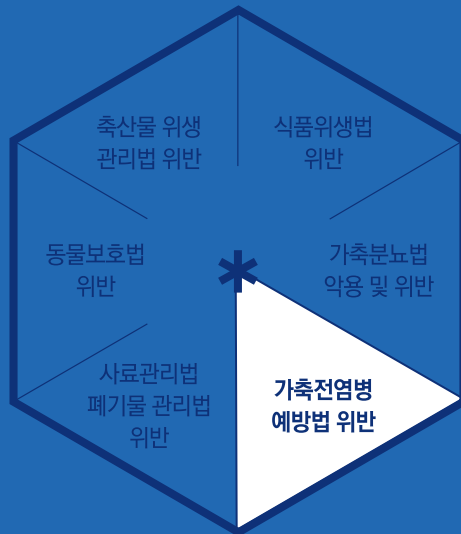 축산물 위생
관리법 위반
식품위생법
위반
동물보호법
위반
가축분뇨법
악용 및 위반
사료관리법
폐기물 관리법
위반
가축전염병
예방법 위반